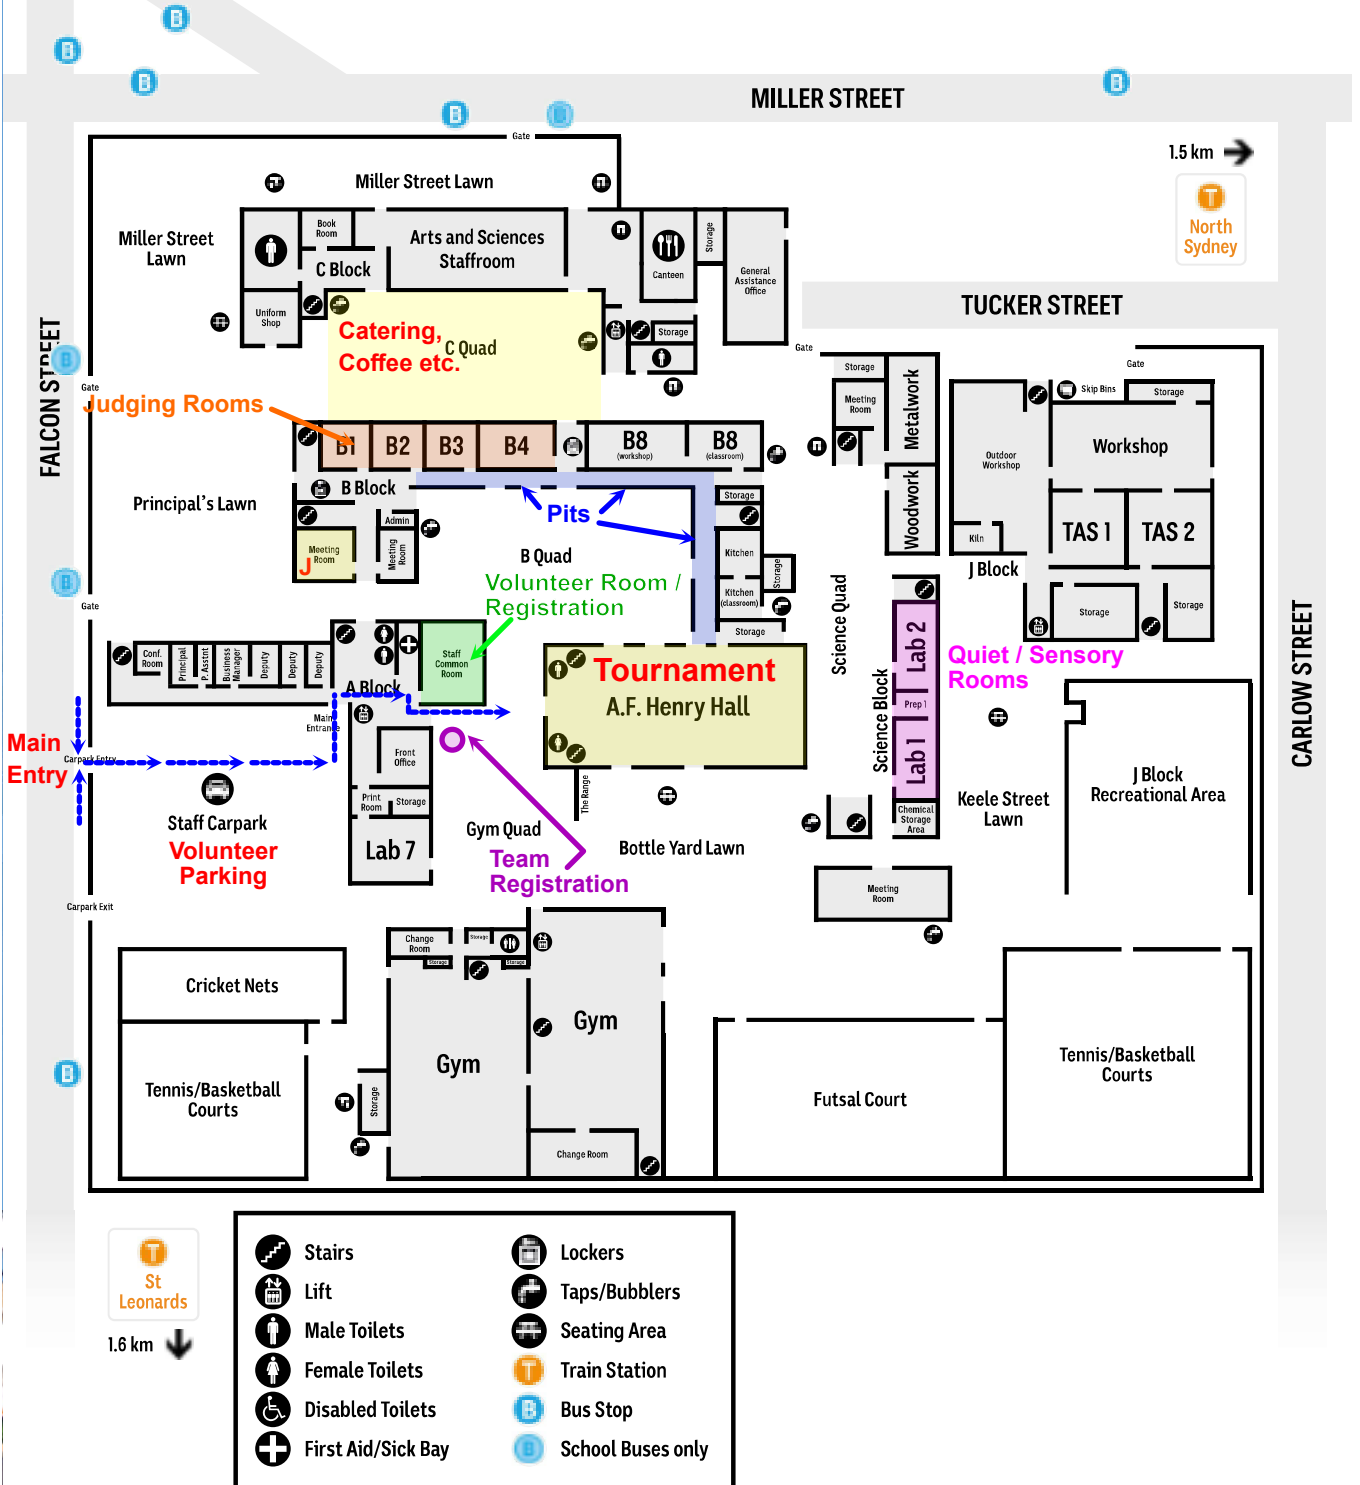 MILLER STREET
Gate
1.5 km
North
Sydney
Miller Street Lawn
Miller Street
Lawn
Book
Room
C Block
Arts and Sciences
Staffroom
Canteen
Storage
General
Assistance
Office
Uniform
Shop
TUCKER STREET
Catering,
Coffee etc.
C Quad
Storage
FALCON STREET
Gate
Gate
Gate
Judging Rooms
B1
B2
B3
B4
B8
(workshop)
B8
(classroom)
Storage
Meeting
Room
Metalwork
Woodwork
Skip Bins
Storage
Outdoor
Workshop
Workshop
Kiln
TAS 1
TAS 2
J Block
Storage
Storage
Principal's Lawn
B Block
Admin
Meeting
Room
Meeting
Room
J
Pits
B Quad
Storage
Kitchen
Kitchen
(classroom)
Storage
Storage
Volunteer Room /
Registration
Gate
Science Quad
Science Block
Lab 2
Prep 1
Lab 1
Chemical
Storage
Area
Quiet / Sensory
Rooms
CARLOW STREET
Conf.
Room
Principal
P. Asstnt
Business
Manager
Deputy
Deputy
Deputy
A Block
Staff
Common
Room
Tournament
A.F. Henry Hall
Main
Entrance
Main
Entry
Carpark Entry
Front
Office
Print
Room
Storage
Lab 7
Staff Carpark
Volunteer
Parking
Carpark Exit
The Range
Gym Quad
Team
Registration
Bottle Yard Lawn
Keele Street
Lawn
J Block
Recreational Area
Meeting
Room
Cricket Nets
Tennis/Basketball
Courts
Change
Room
Storage
Storage
Storage
Gym
Gym
Storage
Change Room
Futsal Court
Tennis/Basketball
Courts
St
Leonards
1.6 km
Stairs
Lift
Male Toilets
Female Toilets
Disabled Toilets
First Aid/Sick Bay
Lockers
Taps/Bubblers
Seating Area
Train Station
Bus Stop
School Buses only